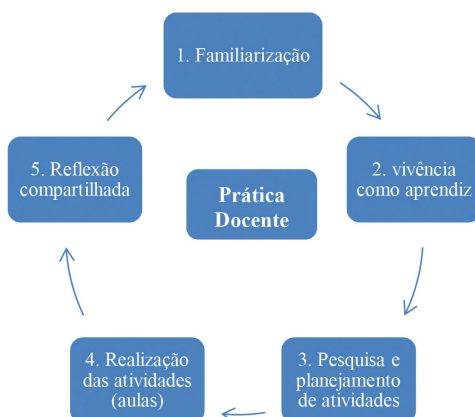 1. Familiarização
2. vivência
como aprendiz
3. Pesquisa e
planejamento
de atividades
4. Realização
das atividades
(aulas)
5. Reflexão
compartilhada
Prática
Docente